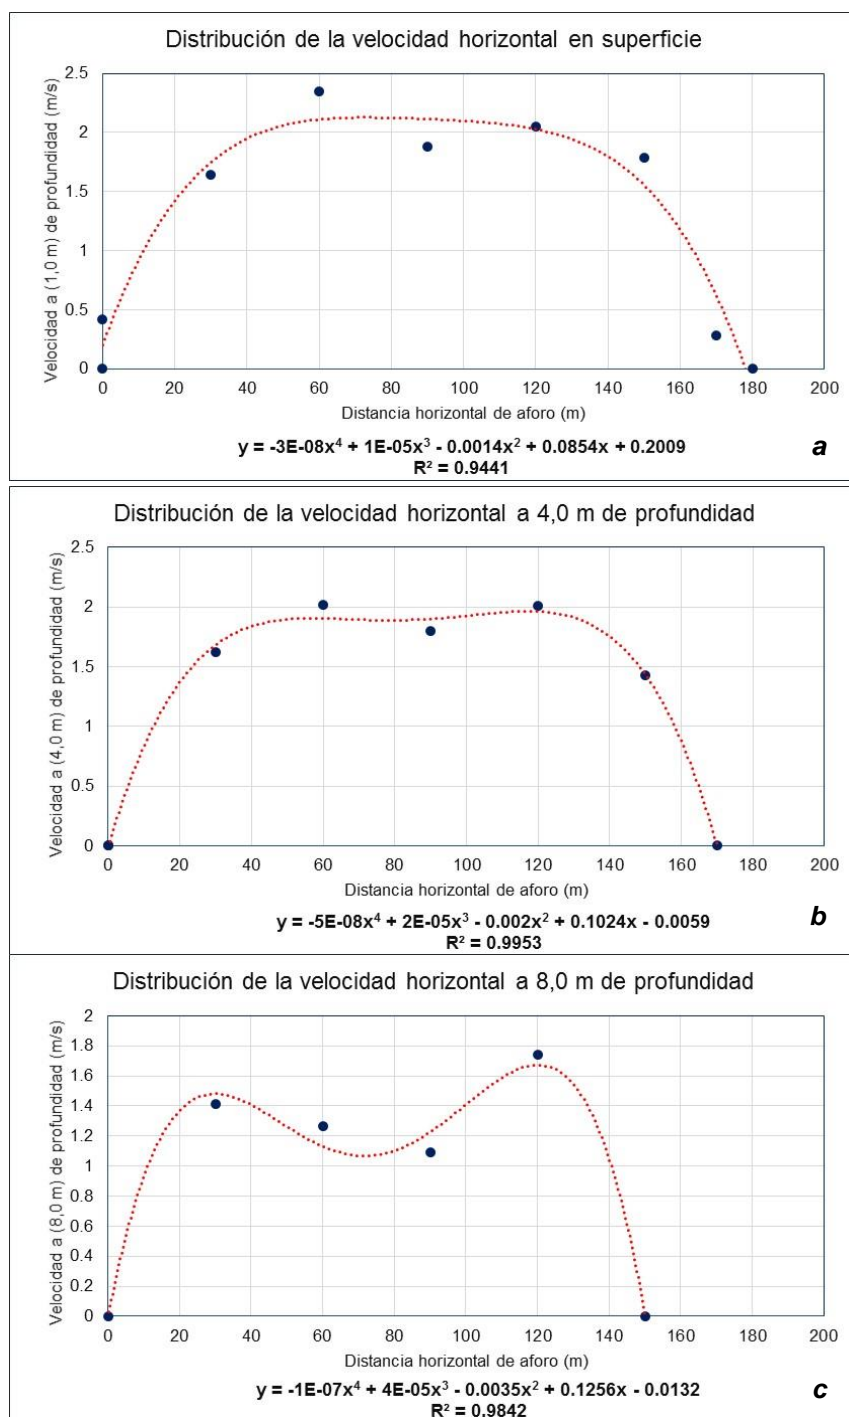 Distribución de la velocidad horizontal en superficie
Velocidad a (1,0 m) de profundidad (m/s)
2.5
2
1.5
1
0.5
0
0 20 40 60 80 100 120 140 160 180 200
Distancia horizontal de aforo (m)
y = -3E-08x⁴ + 1E-05x³ - 0.0014x² + 0.0854x + 0.2009
R² = 0.9441
a
Distribución de la velocidad horizontal a 4,0 m de profundidad
Velocidad a (4,0 m) de profundidad (m/s)
2.5
2
1.5
1
0.5
0
0 20 40 60 80 100 120 140 160 180 200
Distancia horizontal de aforo (m)
y = -5E-08x⁴ + 2E-05x³ - 0.002x² + 0.1024x - 0.0059
R² = 0.9953
b
Distribución de la velocidad horizontal a 8,0 m de profundidad
Velocidad a (8,0 m) de profundidad (m/s)
2
1.8
1.6
1.4
1.2
1
0.8
0.6
0.4
0.2
0
0 20 40 60 80 100 120 140 160 180 200
Distancia horizontal de aforo (m)
y = -1E-07x⁴ + 4E-05x³ - 0.0035x² + 0.1256x - 0.0132
R² = 0.9842
c